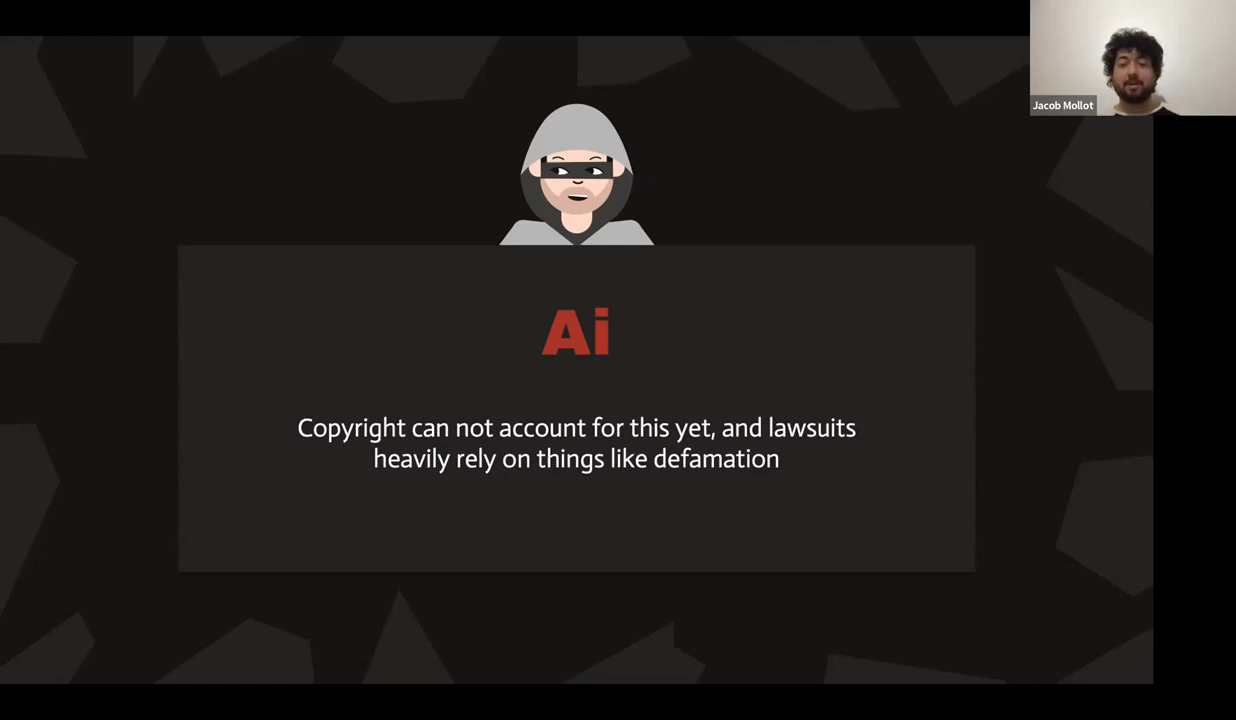 Jacob Mollot
Ai
Copyright can not account for this yet, and lawsuits
heavily rely on things like defamation